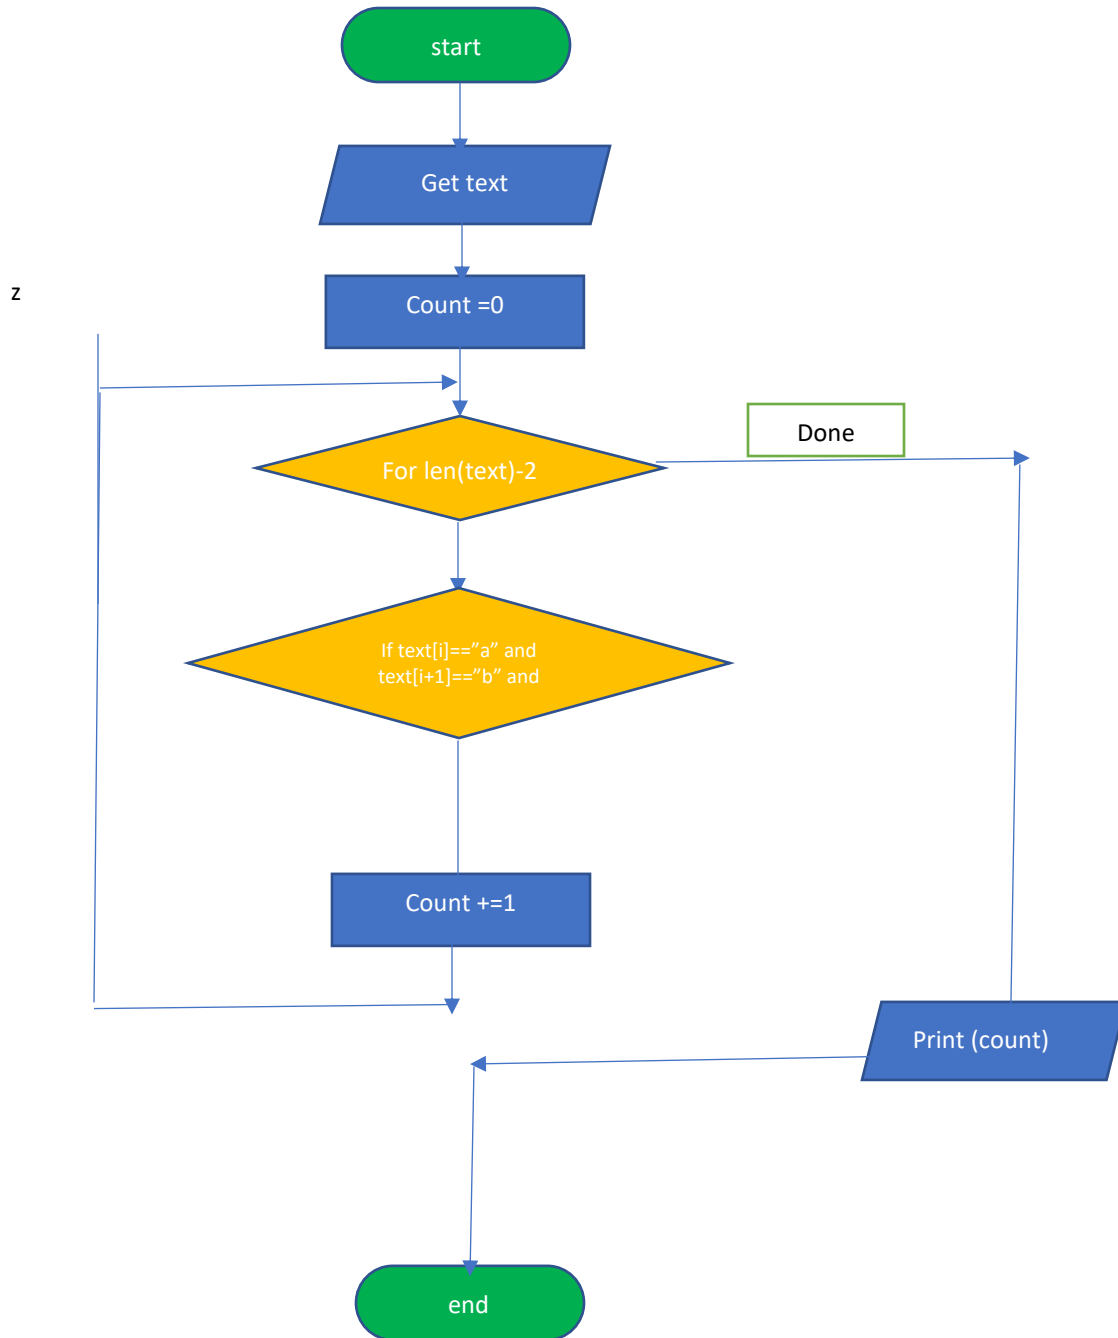 start
Get text
z
Count =0
Done
For len(text)-2
If text[i]==”a” and
text[i+1]==”b” and
Count +=1
Print (count)
end